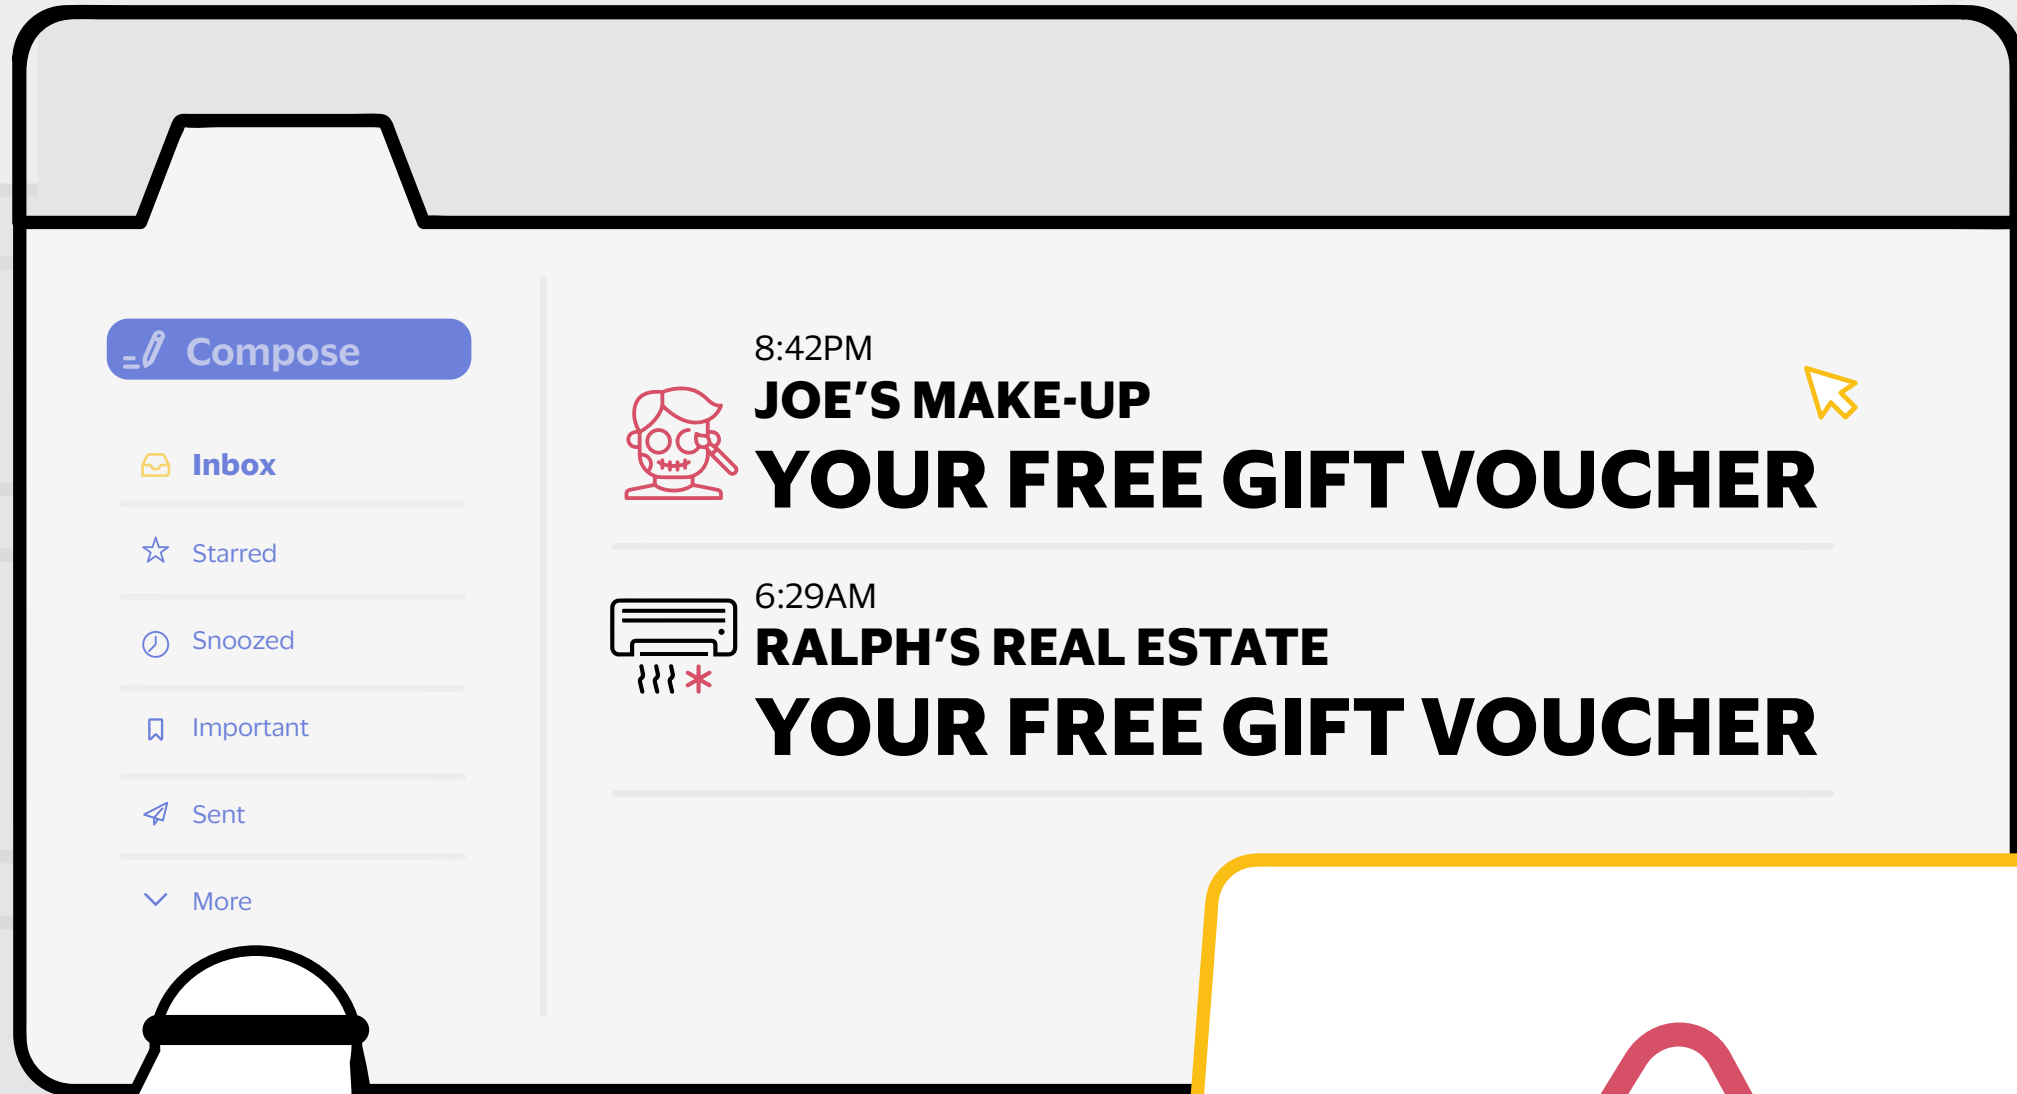 Compose
Inbox
Starred
Snoozed
Important
Sent
More
8:42PM
JOE’S MAKE-UP
YOUR FREE GIFT VOUCHER
6:29AM
RALPH’S REAL ESTATE
YOUR FREE GIFT VOUCHER